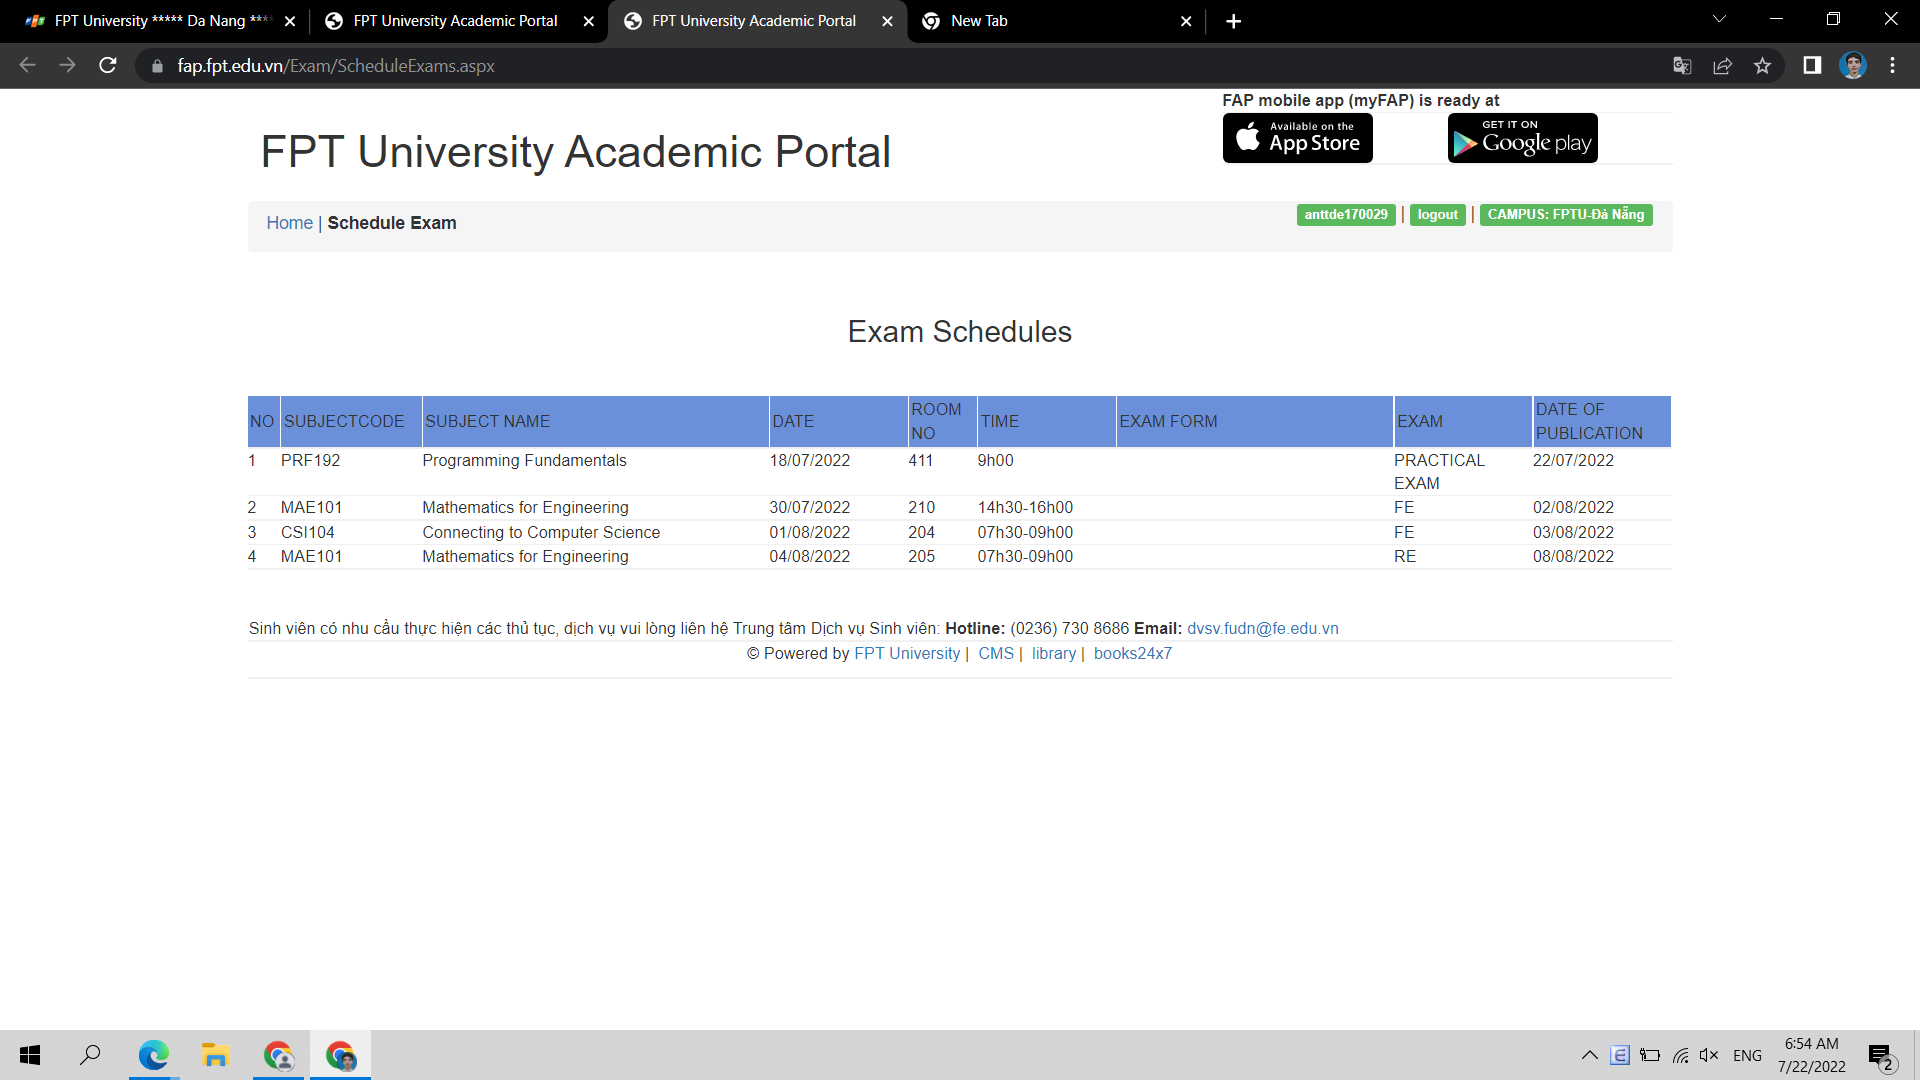 FPT University ***** Da Nang ****
FPT University Academic Portal
FPT University Academic Portal
New Tab
fap.fpt.edu.vn/Exam/ScheduleExams.aspx
FAP mobile app (myFAP) is ready at
Available on the
App Store
GET IT ON
Google play
FPT University Academic Portal
Home | Schedule Exam
anttde170029 | logout | CAMPUS: FPTU-Đà Nẵng
Exam Schedules
NO SUBJECTCODE SUBJECT NAME DATE ROOM NO TIME EXAM FORM EXAM DATE OF PUBLICATION
1 PRF192 Programming Fundamentals 18/07/2022 411 9h00 PRACTICAL EXAM 22/07/2022
2 MAE101 Mathematics for Engineering 30/07/2022 210 14h30-16h00 FE 02/08/2022
3 CSI104 Connecting to Computer Science 01/08/2022 204 07h30-09h00 FE 03/08/2022
4 MAE101 Mathematics for Engineering 04/08/2022 205 07h30-09h00 RE 08/08/2022
Sinh viên có nhu cầu thực hiện các thủ tục, dịch vụ vui lòng liên hệ Trung tâm Dịch vụ Sinh viên: Hotline: (0236) 730 8686 Email: dvsv.fudn@fe.edu.vn
© Powered by FPT University | CMS | library | books24x7
E
ENG
6:54 AM
7/22/2022
2